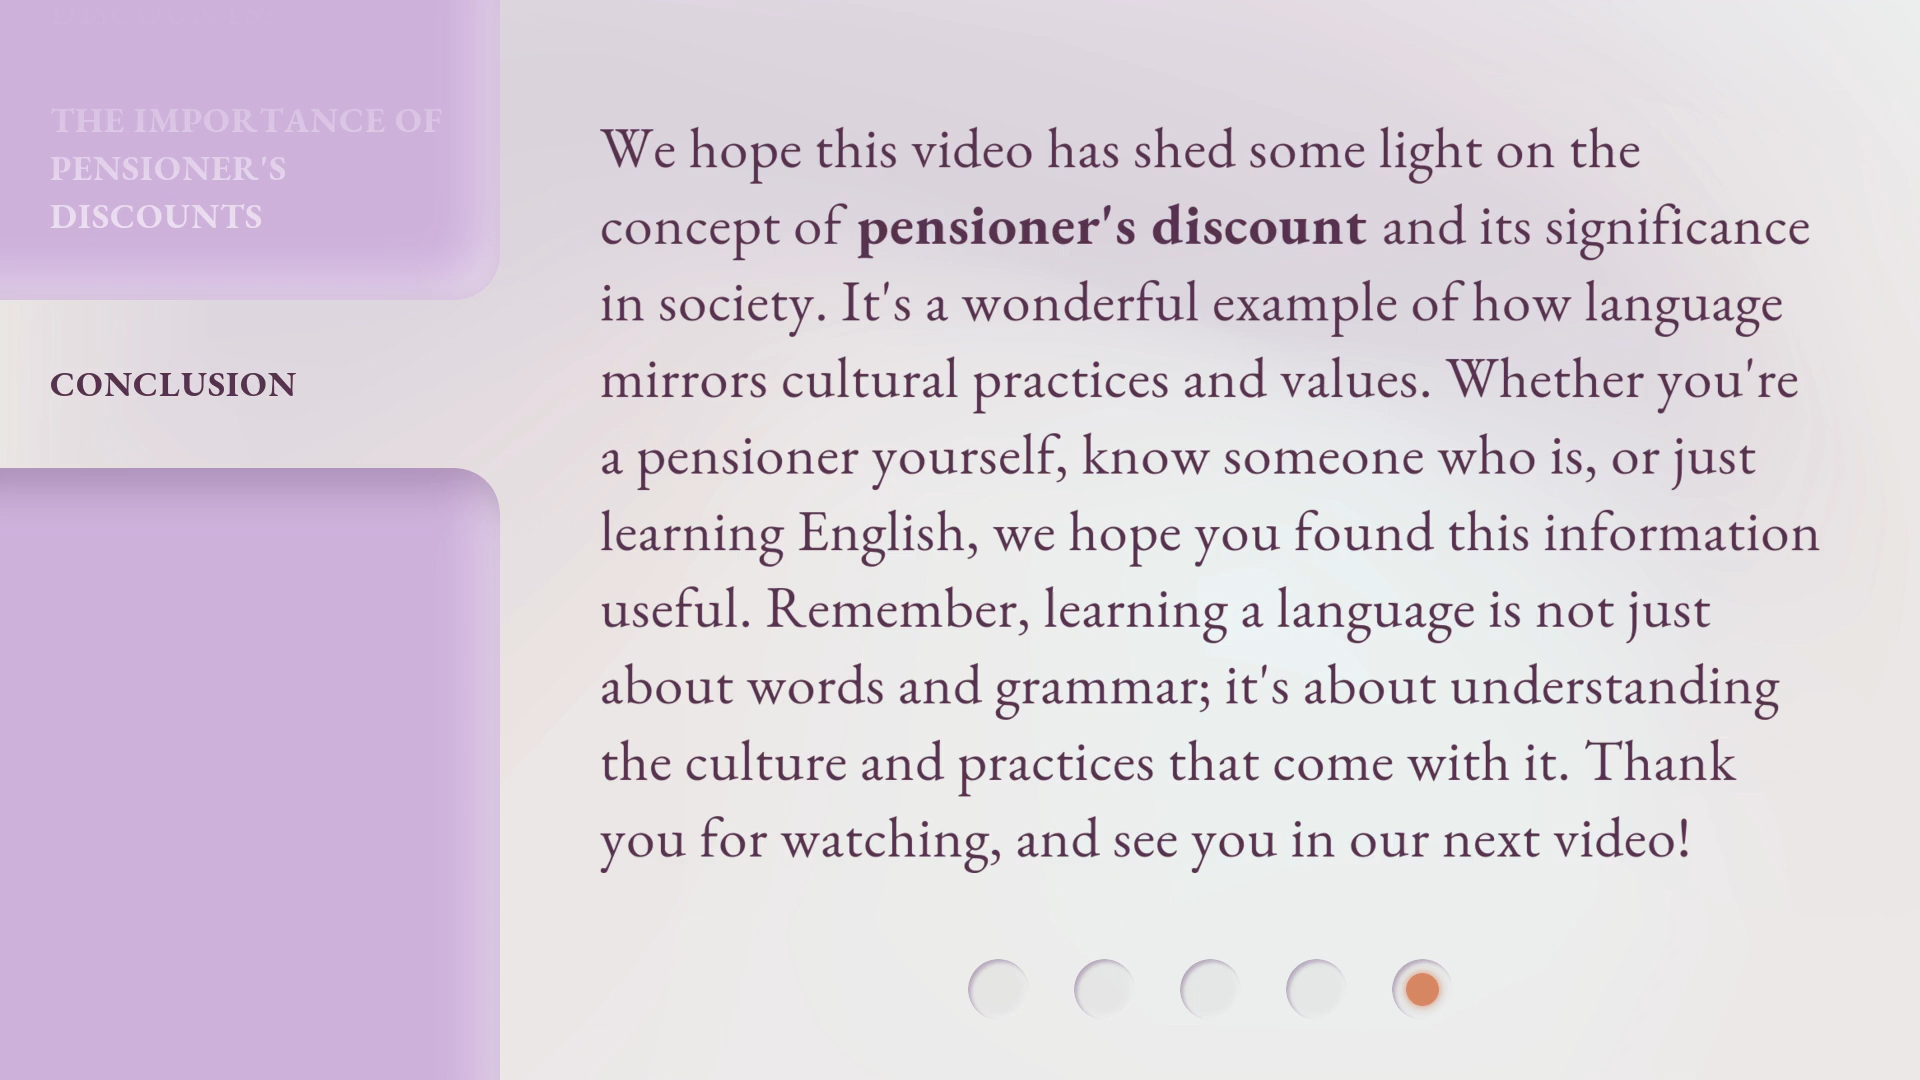 THE IMPORTANCE OF
PENSIONER'S
DISCOUNTS
CONCLUSION
We hope this video has shed some light on the
concept of pensioner's discount and its significance
in society. It's a wonderful example of how language
mirrors cultural practices and values. Whether you're
a pensioner yourself, know someone who is, or just
learning English, we hope you found this information
useful. Remember, learning a language is not just
about words and grammar; it's about understanding
the culture and practices that come with it. Thank
you for watching, and see you in our next video!